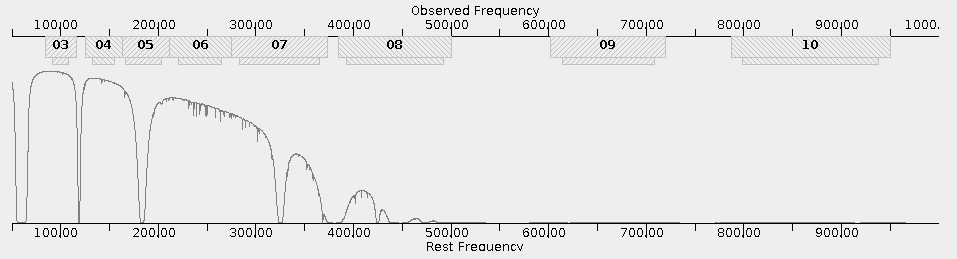 Observed Frequency
100.00 200.00 300.00 400.00 500.00 600.00 700.00 800.00 900.00 1000.
03 04 05 06 07 08 09 10
100.00 200.00 300.00 400.00 500.00 600.00 700.00 800.00 900.00
Rest Frequency